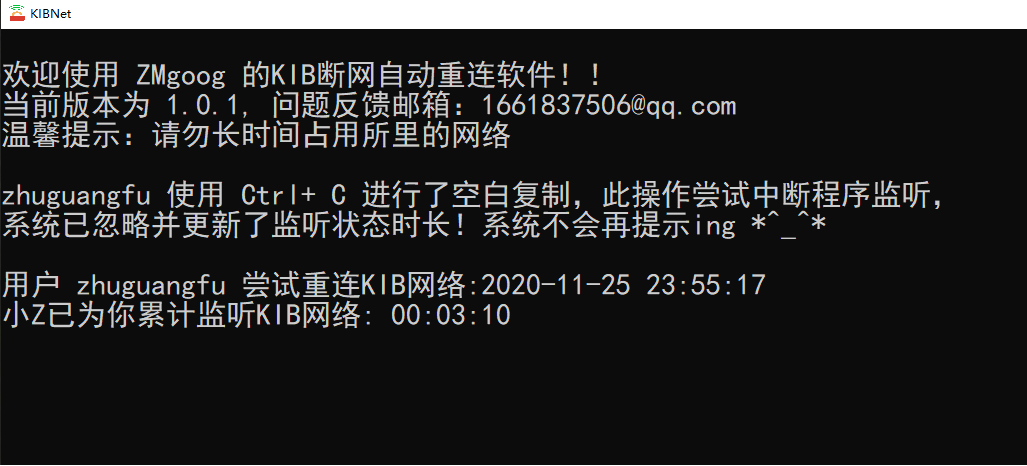 KIBNet
欢迎使用 ZMgoog 的KIB断网自动重连软件！！
当前版本为 1.0.1, 问题反馈邮箱：1661837506@qq.com
温馨提示：请勿长时间占用所里的网络
zhuguangfu 使用 Ctrl+ C 进行了空白复制，此操作尝试中断程序监听，
系统已忽略并更新了监听状态时长！系统不会再提示ing *^_^*
用户 zhuguangfu 尝试重连KIB网络:2020-11-25 23:55:17
小Z已为你累计监听KIB网络: 00:03:10